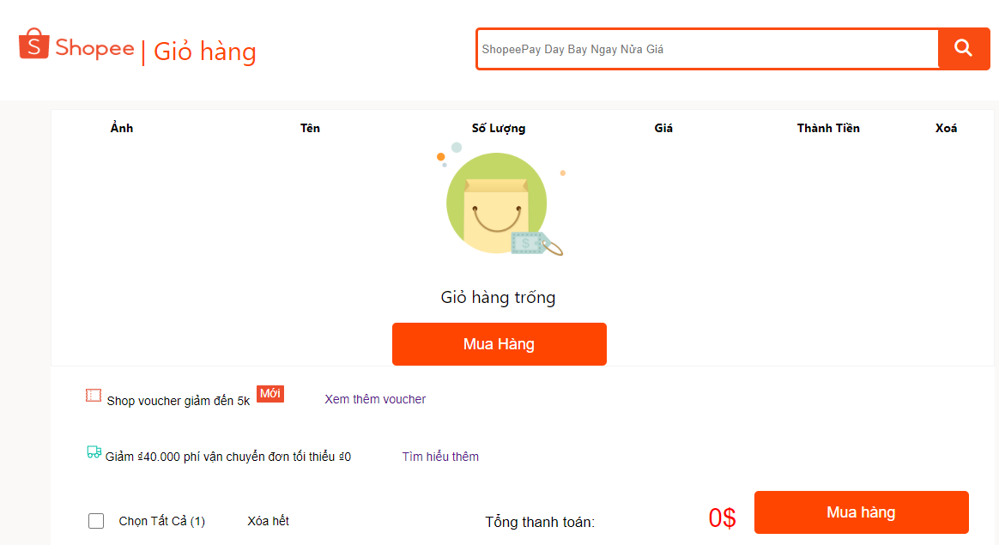 Shopee | Giỏ hàng
ShopeePay Day Bay Ngay Nửa Giá
Ảnh Tên Số Lượng Giá Thành Tiền Xoá
Giỏ hàng trống
Mua Hàng
Shop voucher giảm đến 5k Mới Xem thêm voucher
Giảm ₫40.000 phí vận chuyển đơn tối thiểu ₫0 Tìm hiểu thêm
Chọn Tất Cả (1) Xóa hết Tổng thanh toán: 0$ Mua hàng